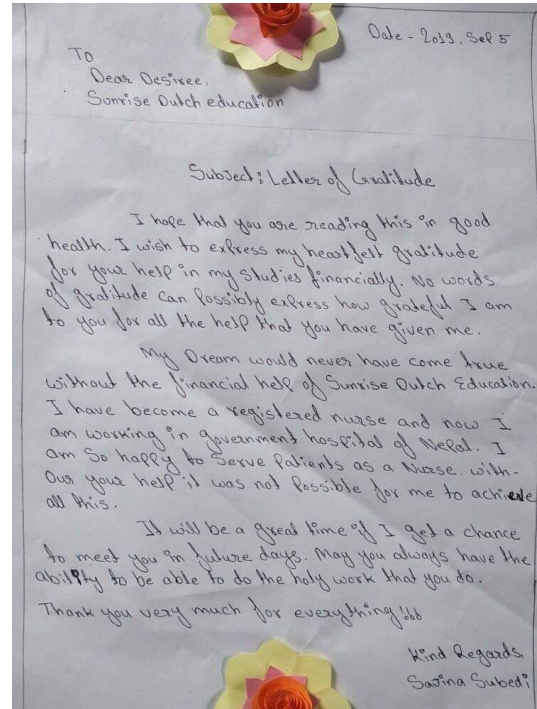 Date - 2019, Sep 5
To
Dear Desiree,
Sunrise Dutch education
Subject : Letter of Gratitude
I hope that you are reading this in good
health. I wish to express my heartfelt gratitude
for your help in my studies financially. No words
of gratitude can possibly express how grateful I am
to you for all the help that you have given me.
My Dream would never have come true
without the financial help of Sunrise Dutch Education.
I have become a registered nurse and now I
am working in government hospital of Nepal. I
am so happy to serve patients as a Nurse. with-
Our your help it was not possible for me to achieve
all this.
It will be a great time if I get a chance
to meet you in future days. May you always have the
ability to be able to do the holy work that you do.
Thank you very much for everything!!!
Kind Regards,
Sarina Subedi